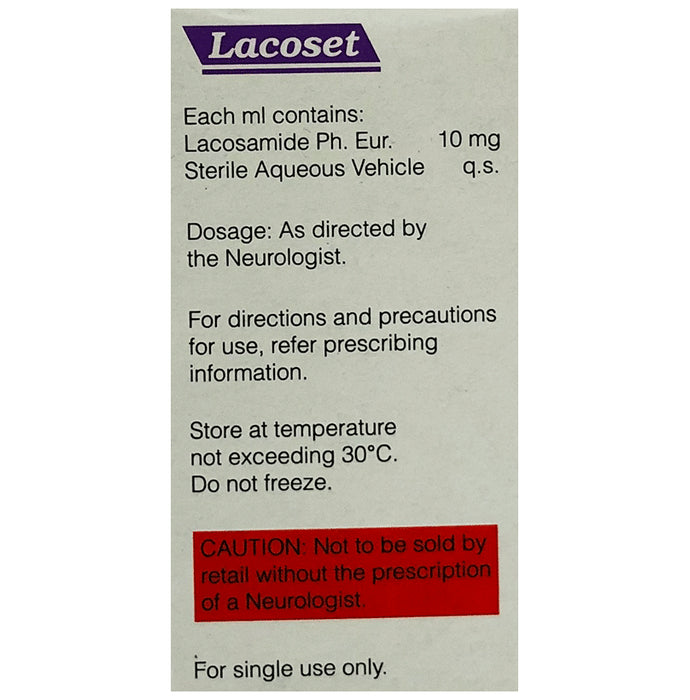 Lacoset
Each ml contains:
Lacosamide Ph. Eur. 10 mg
Sterile Aqueous Vehicle q.s.
Dosage: As directed by
the Neurologist.
For directions and precautions
for use, refer prescribing
information.
Store at temperature
not exceeding 30°C.
Do not freeze.
CAUTION: Not to be sold by
retail without the prescription
of a Neurologist.
For single use only.